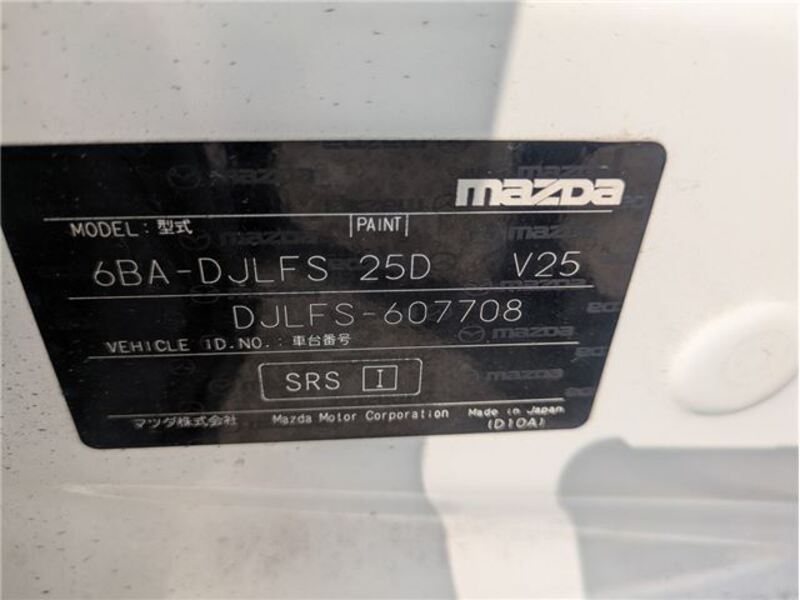 mazDa
MODEL: 型式 |PAINT|
6BA-DJLFS 25D V25
DJLFS-607708
VEHICLE ID.NO.: 車台番号
SRS I
マツダ株式会社 Mazda Motor Corporation Made in Japan
(D10A)